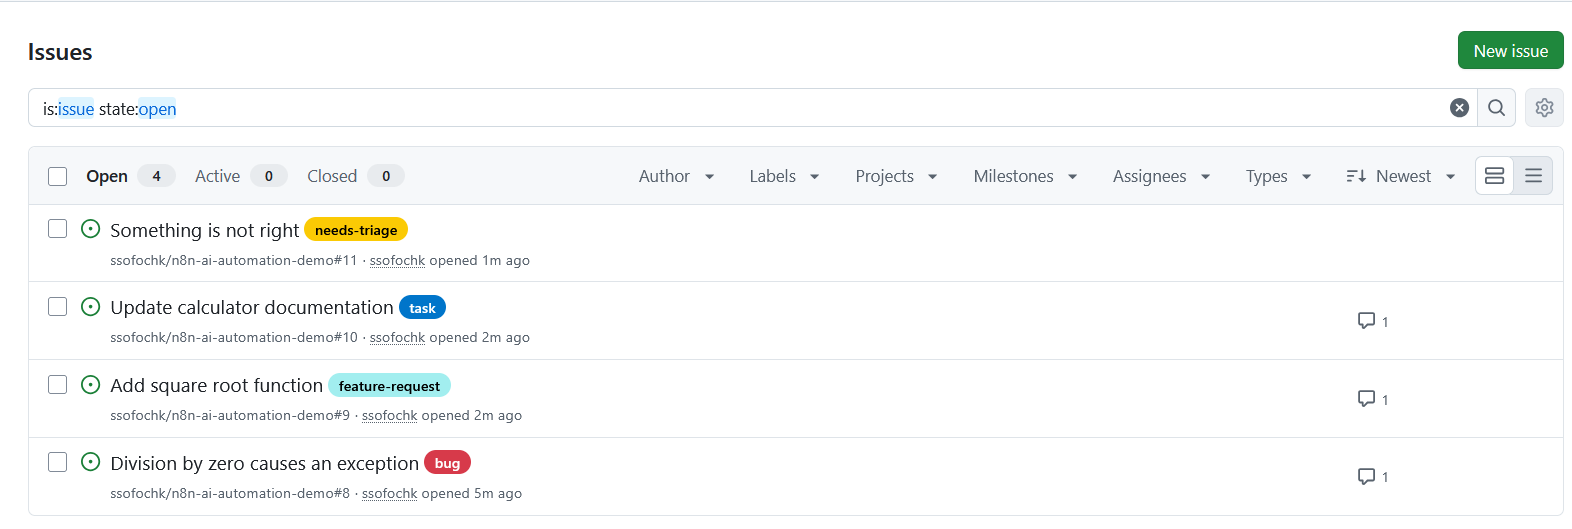 Issues
New issue
is:issue state:open
Open 4 Active 0 Closed 0 Author Labels Projects Milestones Assignees Types Newest
Something is not right needs-triage
ssofochk/n8n-ai-automation-demo#11 · ssofochk opened 1m ago
Update calculator documentation task
ssofochk/n8n-ai-automation-demo#10 · ssofochk opened 2m ago
1
Add square root function feature-request
ssofochk/n8n-ai-automation-demo#9 · ssofochk opened 2m ago
1
Division by zero causes an exception bug
ssofochk/n8n-ai-automation-demo#8 · ssofochk opened 5m ago
1